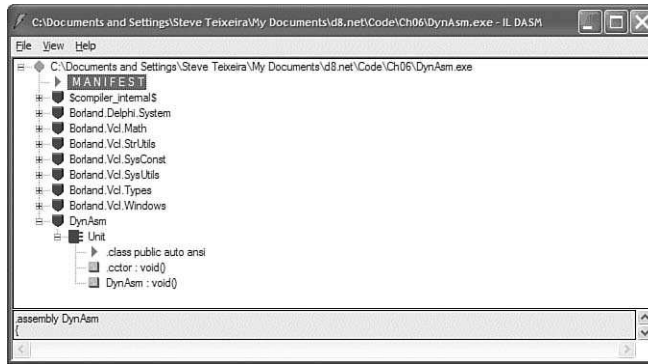 C:\Documents and Settings\Steve Teixeira\My Documents\d8.net\Code\Ch06\DynAsm.exe - IL DASM
File View Help
C:\Documents and Settings\Steve Teixeira\My Documents\d8.net\Code\Ch06\DynAsm.exe
MANIFEST
$compiler_internal$
Borland.Delphi.System
Borland.Vcl.Math
Borland.Vcl.StrUtils
Borland.Vcl.SysConst
Borland.Vcl.SysUtils
Borland.Vcl.Types
Borland.Vcl.Windows
DynAsm
Unit
.class public auto ansi
.cctor : void()
DynAsm : void()
.assembly DynAsm
{